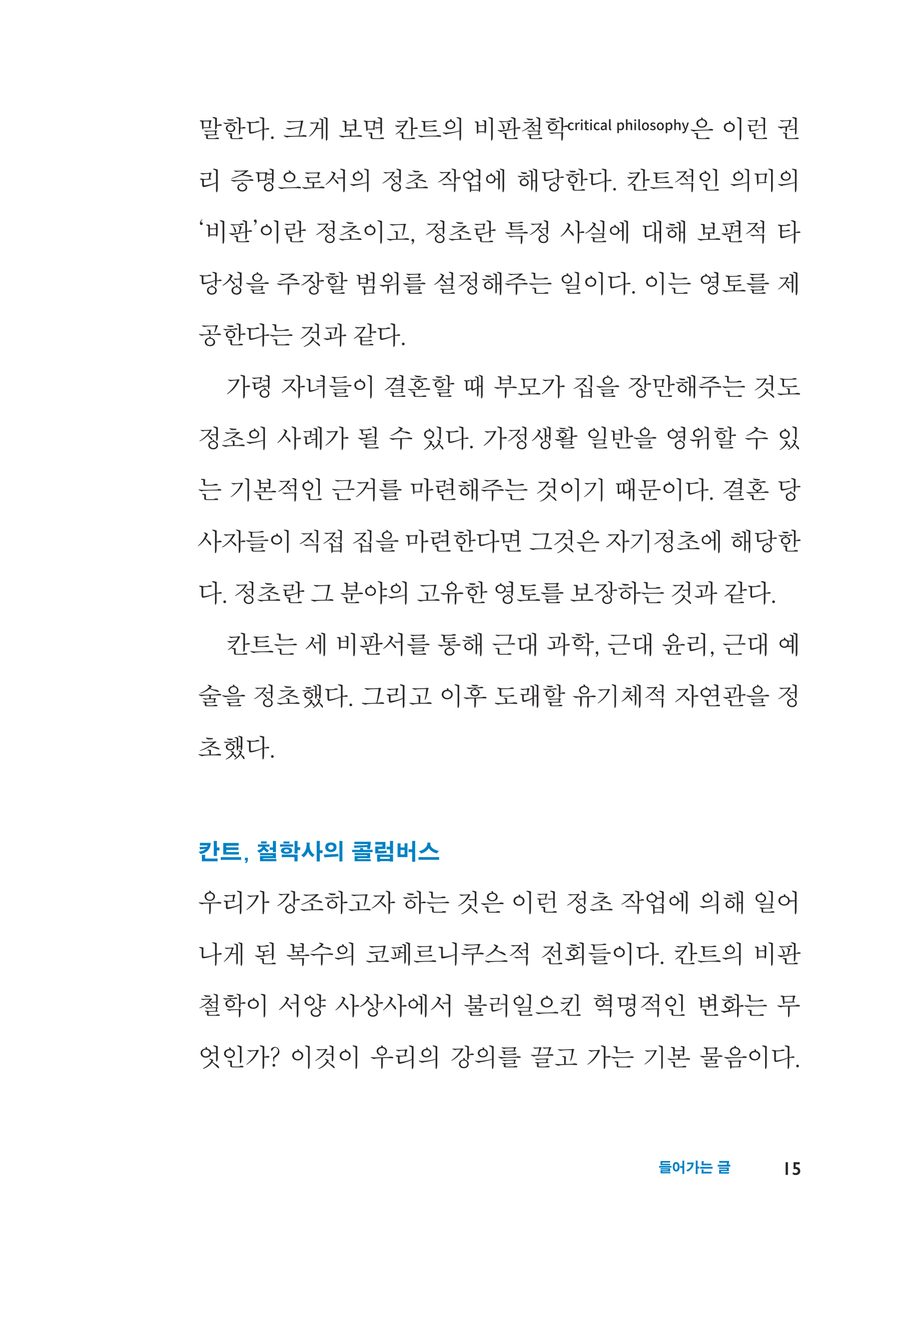 말한다. 크게 보면 칸트의 비판철학critical philosophy은 이런 권
리 증명으로서의 정초 작업에 해당한다. 칸트적인 의미의
‘비판’이란 정초이고, 정초란 특정 사실에 대해 보편적 타
당성을 주장할 범위를 설정해주는 일이다. 이는 영토를 제
공한다는 것과 같다.
가령 자녀들이 결혼할 때 부모가 집을 장만해주는 것도
정초의 사례가 될 수 있다. 가정생활 일반을 영위할 수 있
는 기본적인 근거를 마련해주는 것이기 때문이다. 결혼 당
사자들이 직접 집을 마련한다면 그것은 자기정초에 해당한
다. 정초란 그 분야의 고유한 영토를 보장하는 것과 같다.
칸트는 세 비판서를 통해 근대 과학, 근대 윤리, 근대 예
술을 정초했다. 그리고 이후 도래할 유기체적 자연관을 정
초했다.
칸트, 철학사의 콜럼버스
우리가 강조하고자 하는 것은 이런 정초 작업에 의해 일어
나게 된 복수의 코페르니쿠스적 전회들이다. 칸트의 비판
철학이 서양 사상사에서 불러일으킨 혁명적인 변화는 무
엇인가? 이것이 우리의 강의를 끌고 가는 기본 물음이다.
들어가는 글 15